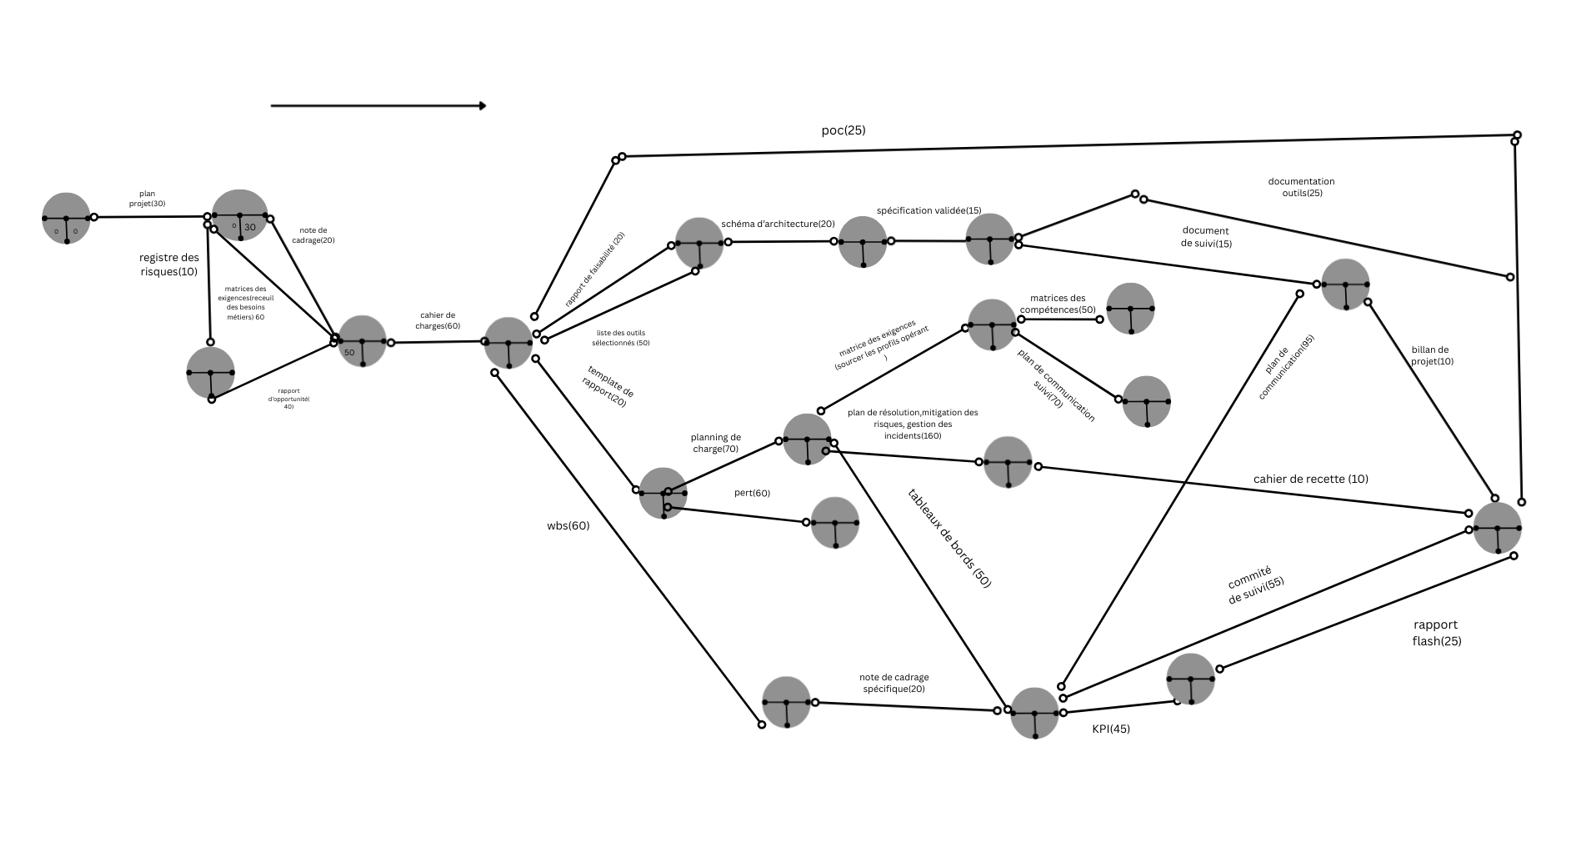 poc(25)
documentation
outils(25)
plan
projet(30)
0
0
0
30
note de
cadrage(20)
registre des
risques(10)
matrices des
exigences(receuil
des besoins
métiers) 60
50
rapport
d'opportunité(
40)
cahier de
charges(60)
rapport de faisabilité (20)
liste des outils
sélectionnés (50)
schéma d'architecture(20)
spécification validée(15)
document
de suivi(15)
matrices des
compétences(50)
matrice des exigences
(sourcer les profils opérant
)
plan de communication
suivi(70)
plan de
communication(95)
billan de
projet(10)
template de
rapport(20)
planning de
charge(70)
plan de résolution,mitigation des
risques, gestion des
incidents(160)
pert(60)
cahier de recette (10)
wbs(60)
tableaux de bords (50)
commité
de suivi(55)
rapport
flash(25)
note de cadrage
spécifique(20)
KPI(45)